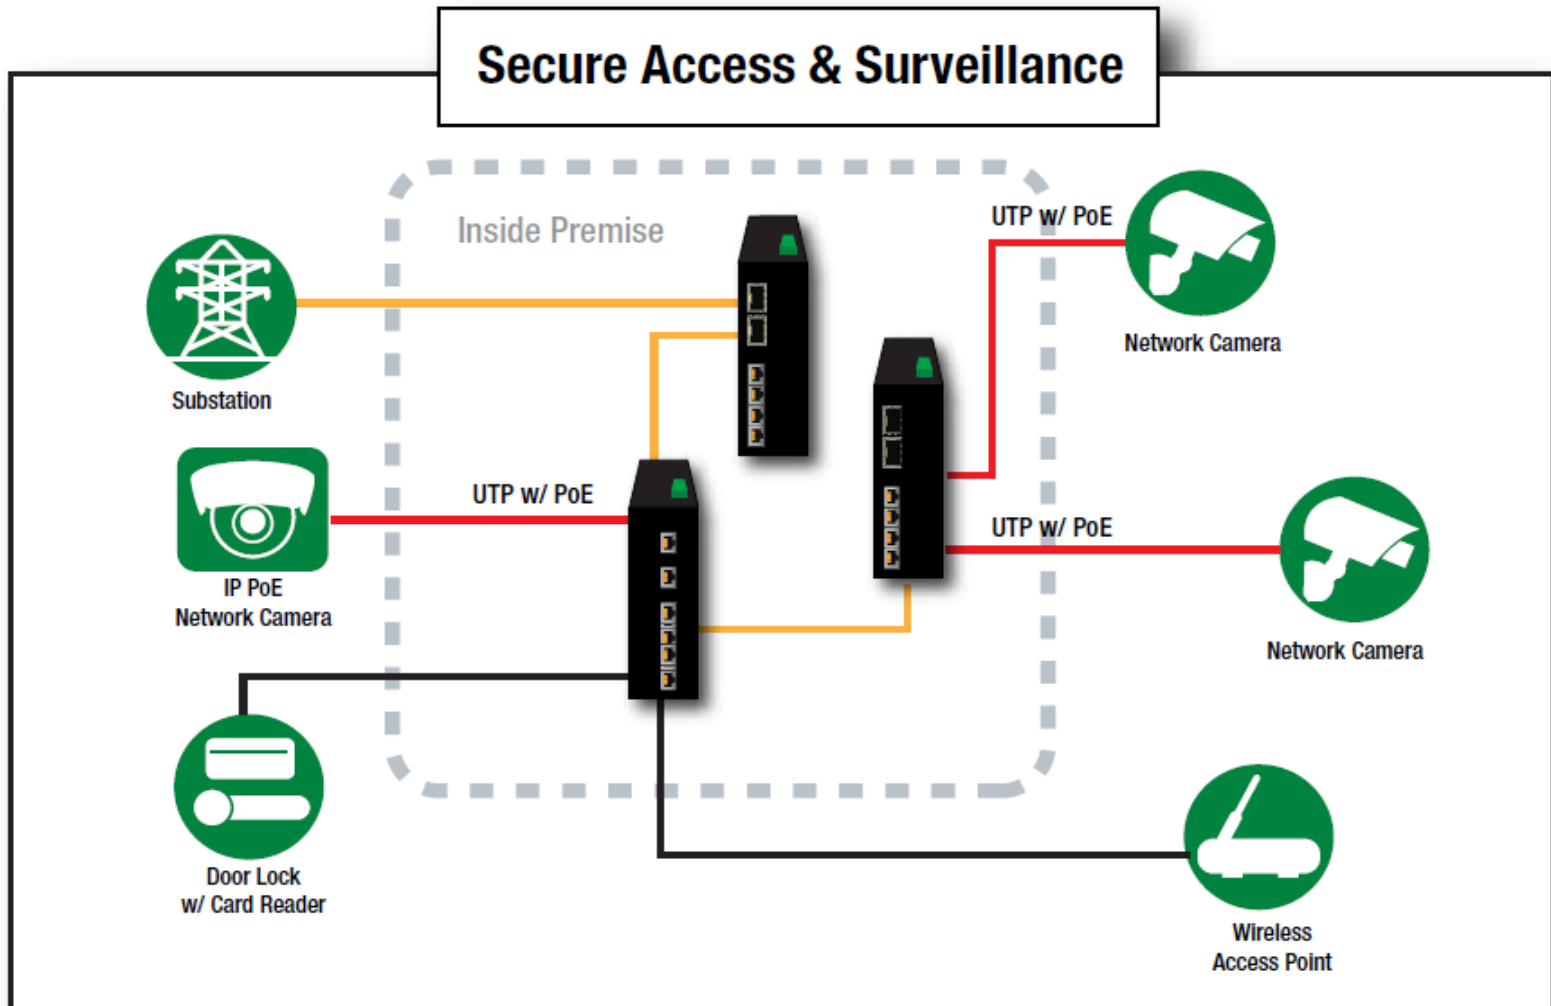 Secure Access & Surveillance
Inside Premise
UTP w/ PoE
Network Camera
Substation
UTP w/ PoE
IP PoE
Network Camera
UTP w/ PoE
Network Camera
Door Lock
w/ Card Reader
Wireless
Access Point